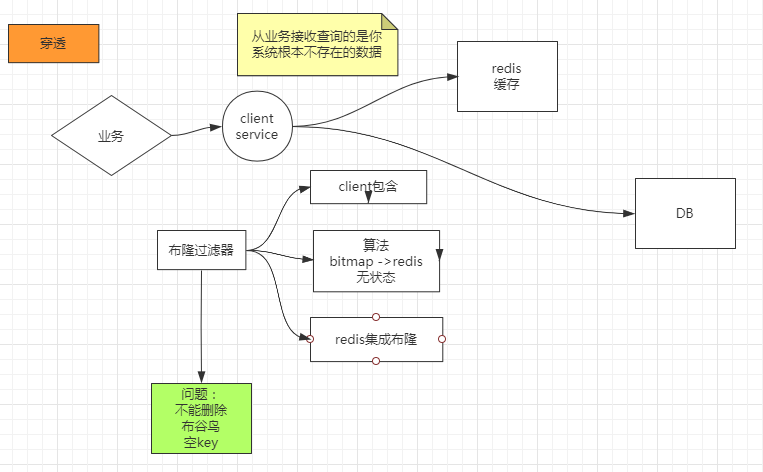 穿透
从业务接收查询的是你
系统根本不存在的数据
redis
缓存
业务
client
service
client包含
DB
布隆过滤器
算法
bitmap ->redis
无状态
redis集成布隆
问题：
不能删除
布谷鸟
空key